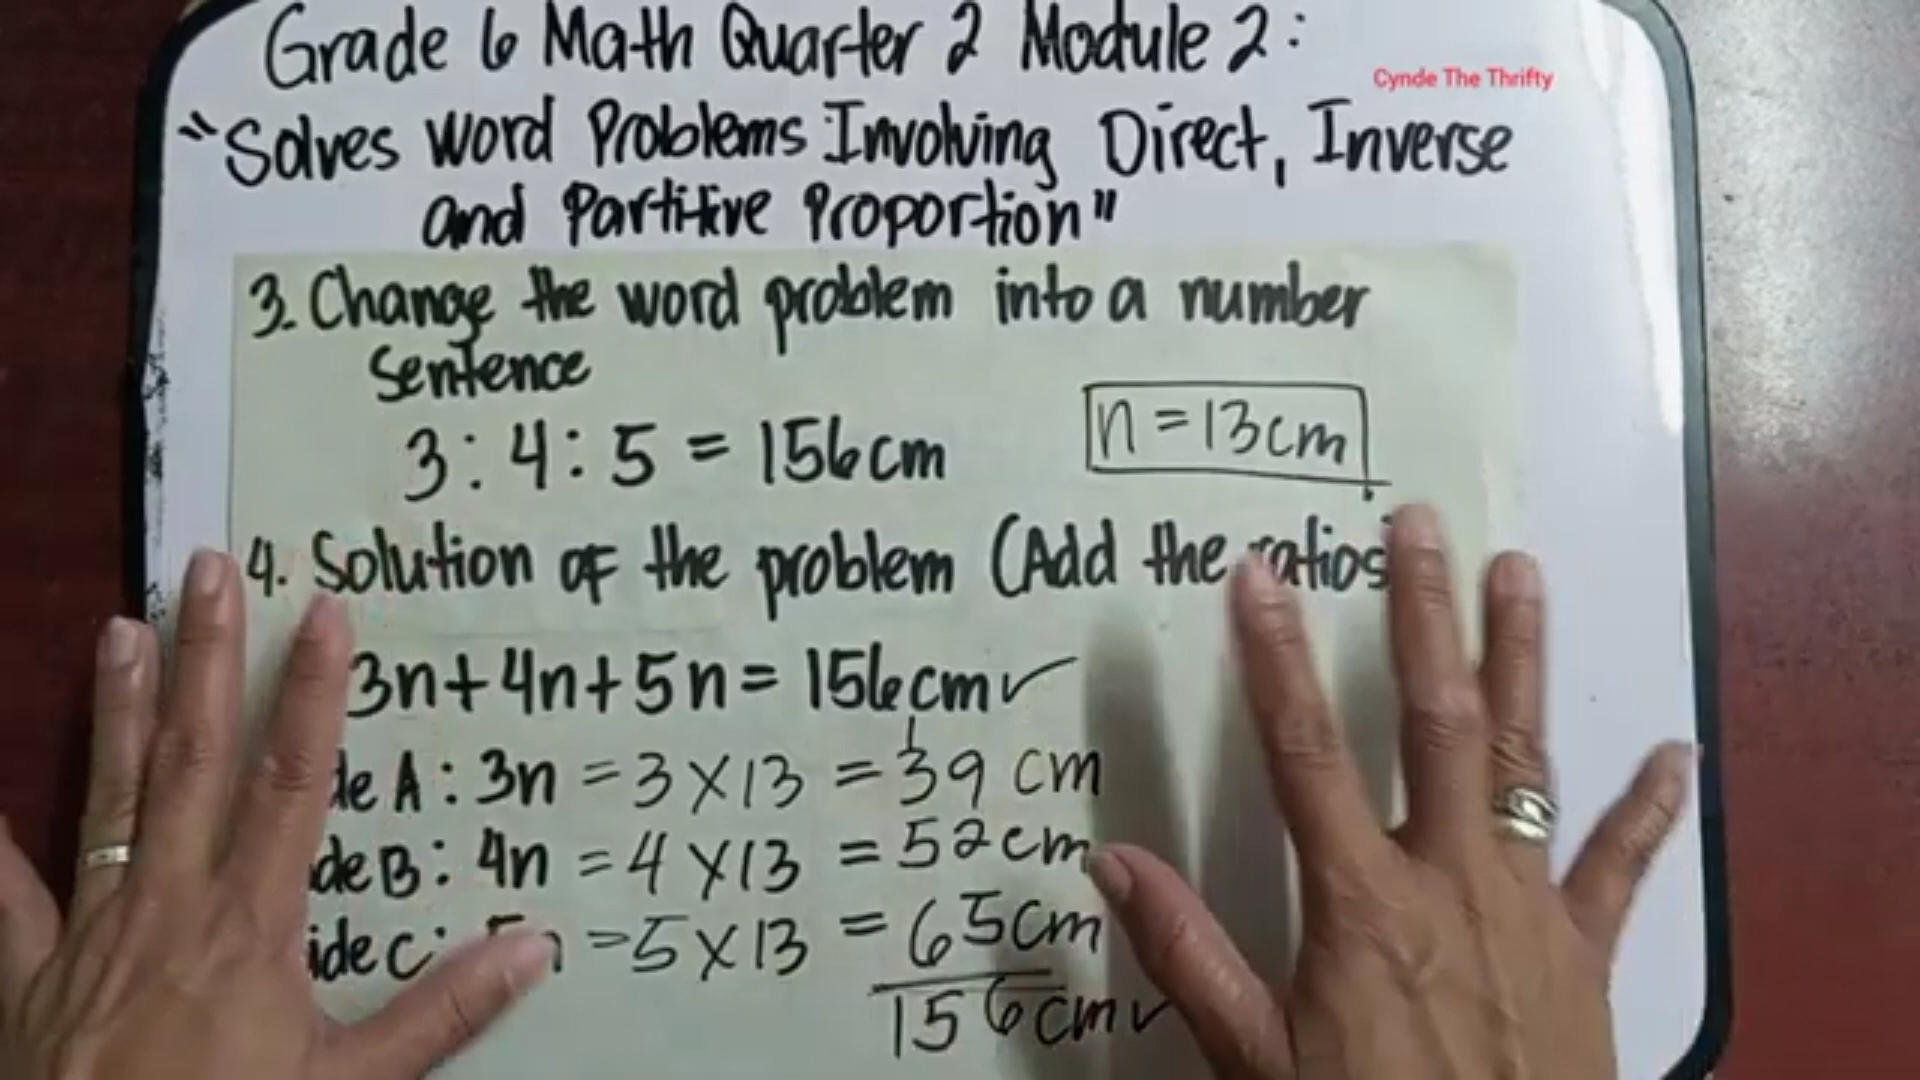 Grade 6 Math Quarter 2 Module 2:
Cynde The Thrifty
"Solves Word Problems Involving Direct, Inverse
and Partitive Proportion"
3. Change the word problem into a number
Sentence
3 : 4 : 5 = 156cm
n = 13cm
4. Solution of the problem (Add the ratios
3n+4n+5n = 156cm ✓
de A : 3n = 3 X 13 = 39 cm
de B : 4n = 4 X 13 = 52cm
ide C : 5n = 5 X 13 = 65cm
156cm ✓